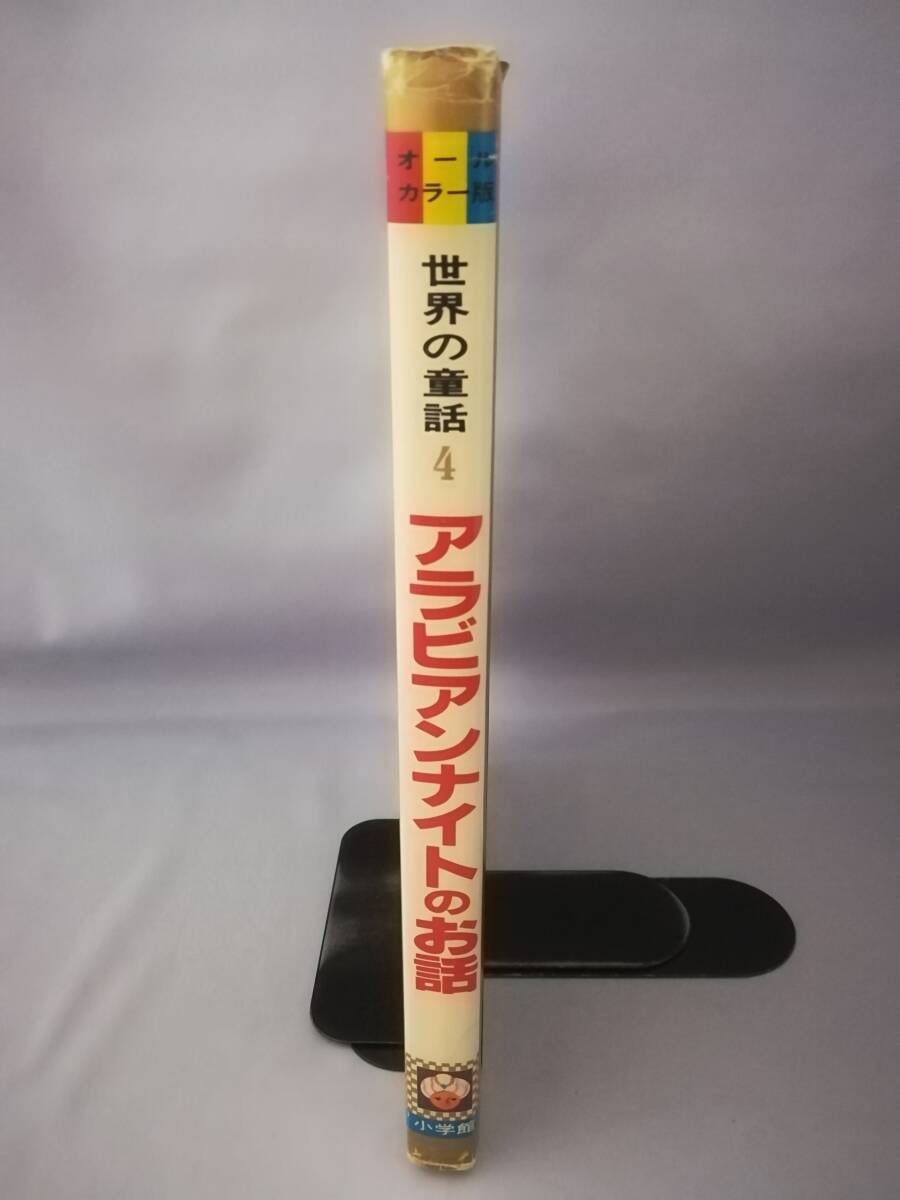 オール
カラー版
世界の童話
4
アラビアンナイトのお話
小学館